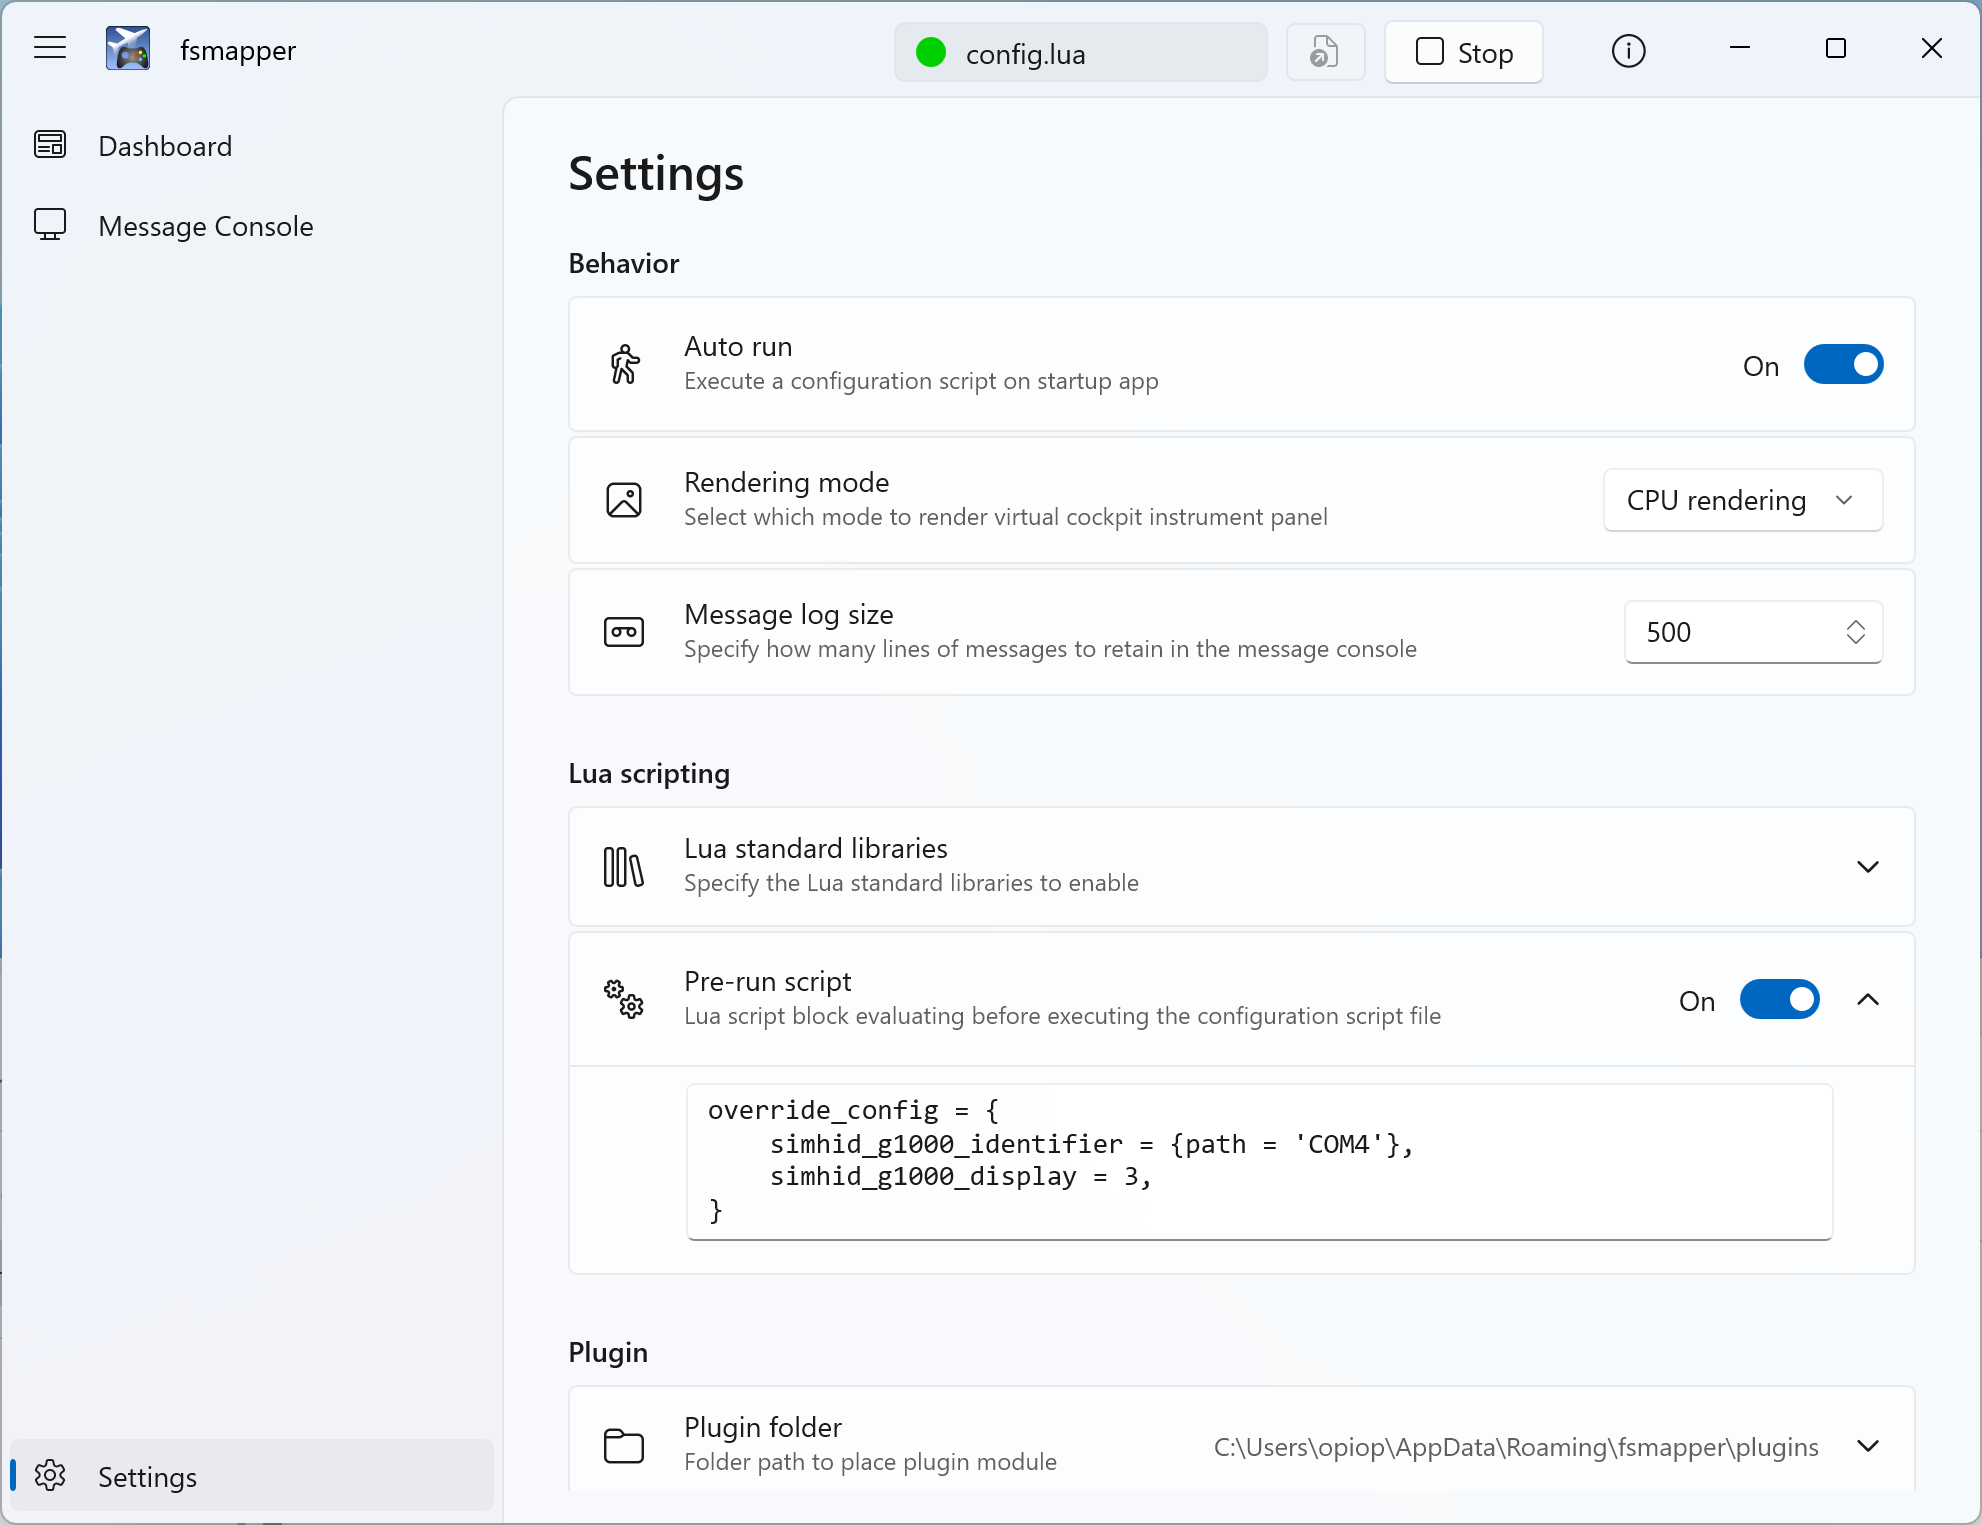 fsmapper
config.lua
Stop
Dashboard
Message Console
Settings
Settings
Behavior
Auto run
Execute a configuration script on startup app
On
Rendering mode
Select which mode to render virtual cockpit instrument panel
CPU rendering
Message log size
Specify how many lines of messages to retain in the message console
500
Lua scripting
Lua standard libraries
Specify the Lua standard libraries to enable
Pre-run script
Lua script block evaluating before executing the configuration script file
On
override_config = {
    simhid_g1000_identifier = {path = 'COM4'},
    simhid_g1000_display = 3,
}
Plugin
Plugin folder
Folder path to place plugin module
C:\Users\opiop\AppData\Roaming\fsmapper\plugins